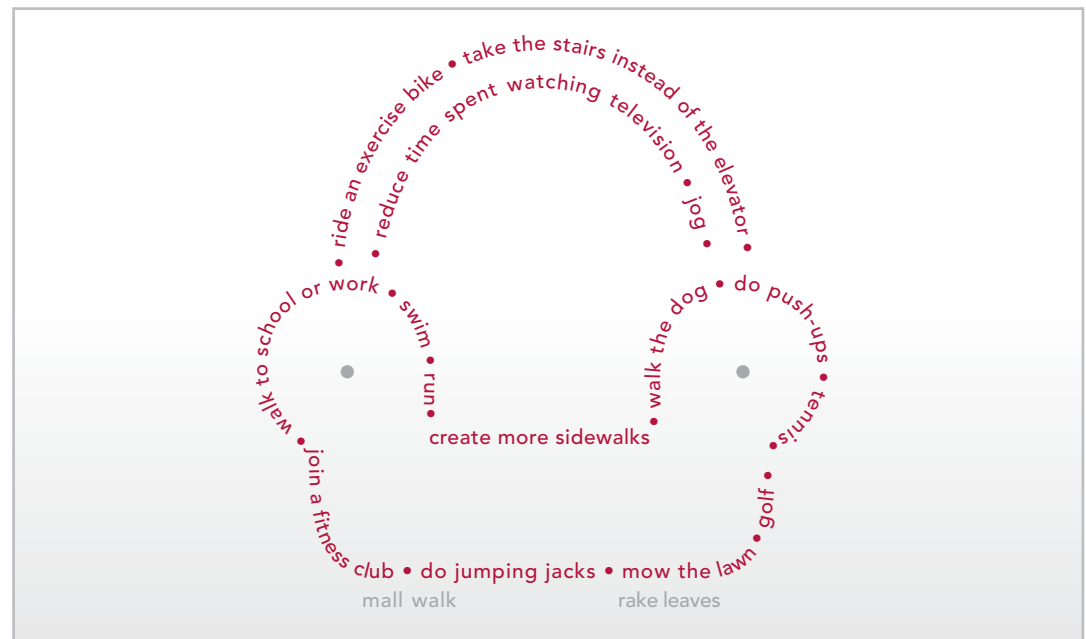 • ride an exercise bike • take the stairs instead of the elevator •
• reduce time spent watching television • jog •
walk to school or work • swim • run •
• walk the dog • do push-ups • tennis •
create more sidewalks
• join a fitness club • do jumping jacks • mow the lawn • golf •
mall walk
rake leaves